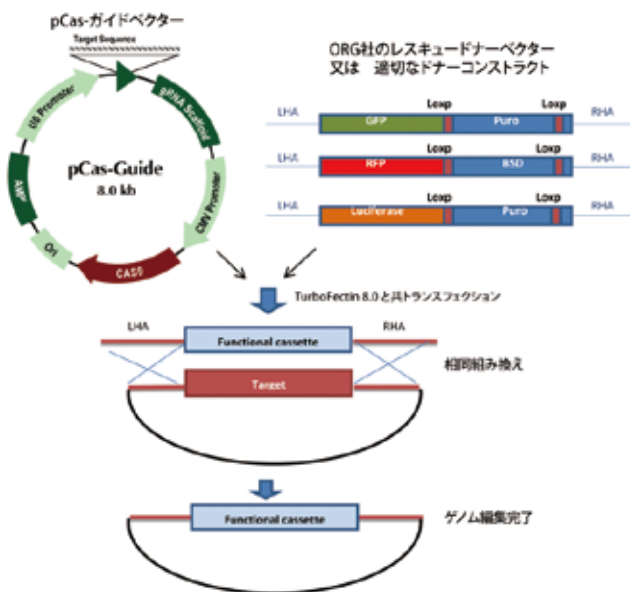 pCas-ガイドベクター
Target Sequence
U6 Promoter
gRNA Scaffold
AMP
pCas-Guide
8.0 kb
CMV Promoter
Ori
CAS9
ORG社のレスキュードナーベクター
又は 適切なドナーコンストラクト
Loxp Loxp
LHA GFP Puro RHA
Loxp Loxp
LHA RFP BSD RHA
Loxp Loxp
LHA Luciferase Puro RHA
TurboFectin 8.0 と共トランスフェクション
LHA RHA
Functional cassette
相同組み換え
Target
Functional cassette
ゲノム編集完了